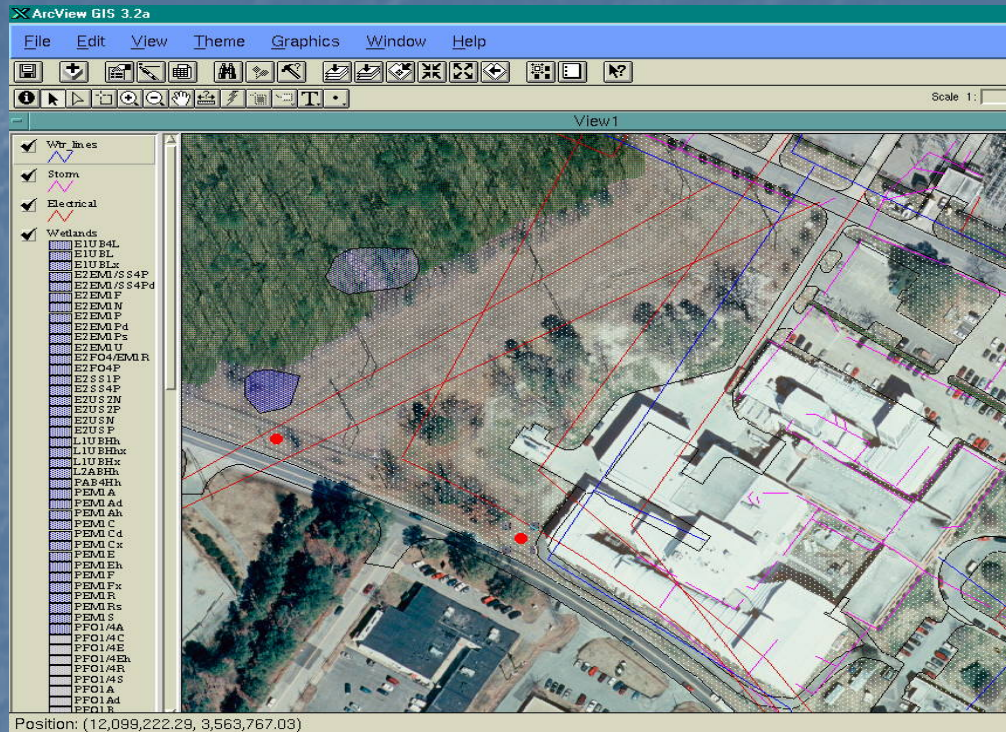 ArcView GIS 3.2a
File Edit View Theme Graphics Window Help
Scale 1:
View1
Wtr_lines
Storm
Electrical
Wetlands
E1UB4L
E1UBL
E1UBLx
E2EM1/SS4P
E2EM1/SS4Pd
E2EM1F
E2EM1N
E2EM1P
E2EM1Pd
E2EM1Ps
E2EM1U
E2FO4/EM1R
E2FO4P
E2SS1P
E2SS4P
E2US2N
E2US2P
E2USN
E2USP
L1UBHh
L1UBHhx
L1UBHx
L2ABHh
PAB4Hh
PEM1A
PEM1Ad
PEM1Ah
PEM1C
PEM1Cd
PEM1Cx
PEM1E
PEM1Eh
PEM1F
PEM1Fx
PEM1R
PEM1Rs
PEM1S
PFO1/4A
PFO1/4C
PFO1/4E
PFO1/4Eh
PFO1/4R
PFO1/4S
PFO1A
PFO1Ad
PFO1B
Position: (12,099,222.29, 3,563,767.03)